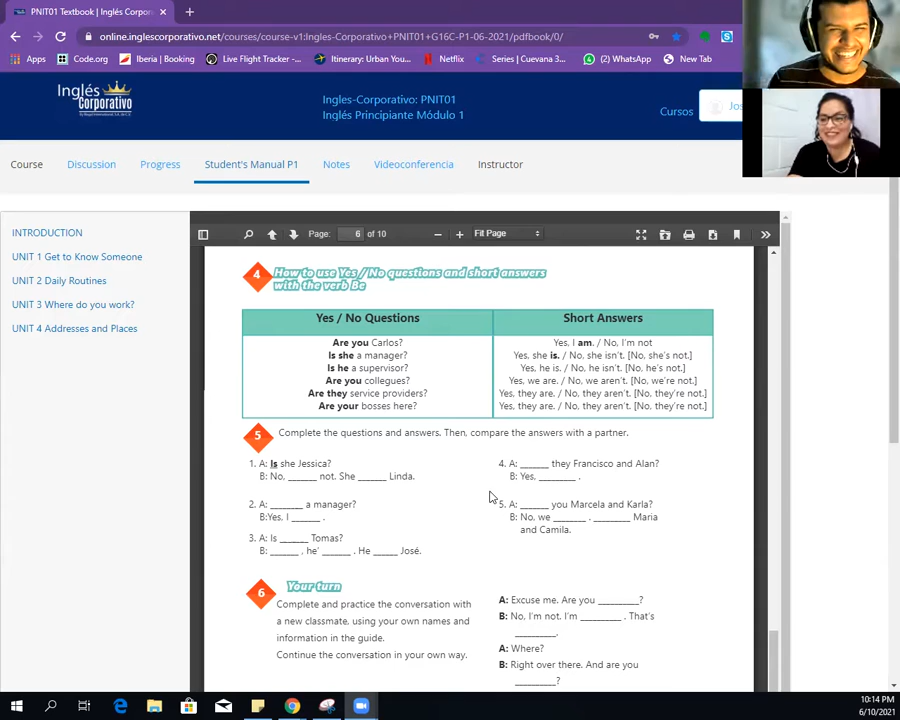 PNIT01 Textbook | Inglés Corporativo
online.inglescorporativo.net/courses/course-v1:Ingles-Corporativo+PNIT01+G16C-P1-06-2021/pdfbook/0/
Apps
Code.org
Iberia | Booking
Live Flight Tracker -...
Itinerary: Urban You...
Netflix
Series | Cuevana 3...
(2) WhatsApp
New Tab
Inglés
Corporativo
Ingles-Corporativo: PNIT01
Inglés Principiante Módulo 1
Cursos
Jos
Course
Discussion
Progress
Student's Manual P1
Notes
Videoconferencia
Instructor
INTRODUCTION
UNIT 1 Get to Know Someone
UNIT 2 Daily Routines
UNIT 3 Where do you work?
UNIT 4 Addresses and Places
Page: 6 of 10
Fit Page
4 How to use Yes / No questions and short answers
with the verb Be
Yes / No Questions Short Answers
Are you Carlos? Yes, I am. / No, I'm not
Is she a manager? Yes, she is. / No, she isn't. [No, she's not.]
Is he a supervisor? Yes, he is. / No, he isn't. [No, he's not.]
Are you collegues? Yes, we are. / No, we aren't. [No, we're not.]
Are they service providers? Yes, they are. / No, they aren't. [No, they're not.]
Are your bosses here? Yes, they are. / No, they aren't. [No, they're not.]
5 Complete the questions and answers. Then, compare the answers with a partner.
1. A: Is she Jessica?
B: No, ______ not. She ______ Linda.
2. A: _______ a manager?
B:Yes, I ______ .
3. A: Is ______ Tomas?
B: ______ , he' ______ . He _____ José.
4. A: ______ they Francisco and Alan?
B: Yes, ________ .
5. A: ______ you Marcela and Karla?
B: No, we _______ . ________ Maria
and Camila.
6 Your turn
Complete and practice the conversation with
a new classmate, using your own names and
information in the guide.
Continue the conversation in your own way.
A: Excuse me. Are you _________?
B: No, I'm not. I'm _________ . That's
_________.
A: Where?
B: Right over there. And are you
_________?
10:14 PM
6/10/2021